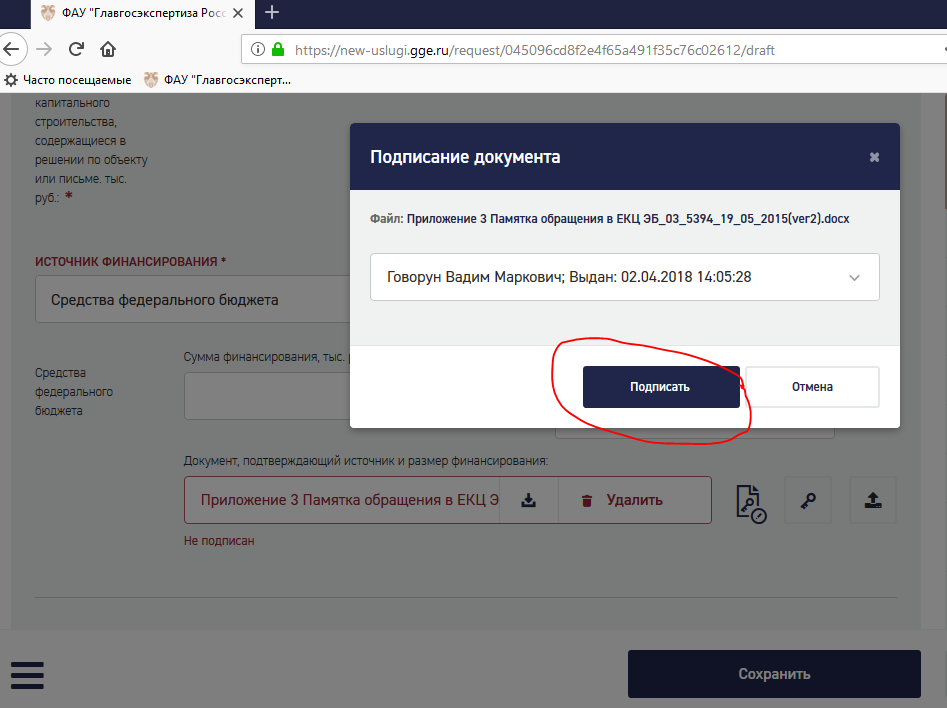 ФАУ "Главгосэкспертиза Росс
https://new-uslugi.gge.ru/request/045096cd8f2e4f65a491f35c76c02612/draft
Часто посещаемые
ФАУ "Главгосэксперт...
капитального
строительства,
содержащиеся в
решении по объекту
или письме. тыс.
руб.: *
Подписание документа
Файл: Приложение 3 Памятка обращения в ЕКЦ ЭБ_03_5394_19_05_2015(ver2).docx
Говорун Вадим Маркович; Выдан: 02.04.2018 14:05:28
Подписать
Отмена
ИСТОЧНИК ФИНАНСИРОВАНИЯ *
Средства федерального бюджета
Средства
федерального
бюджета
Сумма финансирования, тыс.
Документ, подтверждающий источник и размер финансирования:
Приложение 3 Памятка обращения в ЕКЦ Э
Удалить
Не подписан
Сохранить